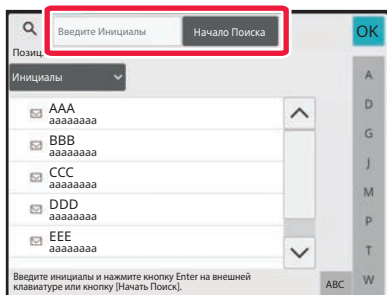 Введите Инициалы
Начало Поиска
OK
Позиц
Инициалы
A
AAA
aaaaaaaa
D
BBB
aaaaaaaa
G
CCC
aaaaaaaa
J
DDD
aaaaaaaa
M
EEE
aaaaaaaa
P
T
Введите инициалы и нажмите кнопку Enter на внешней
клавиатуре или кнопку [Начать Поиск].
ABC
W